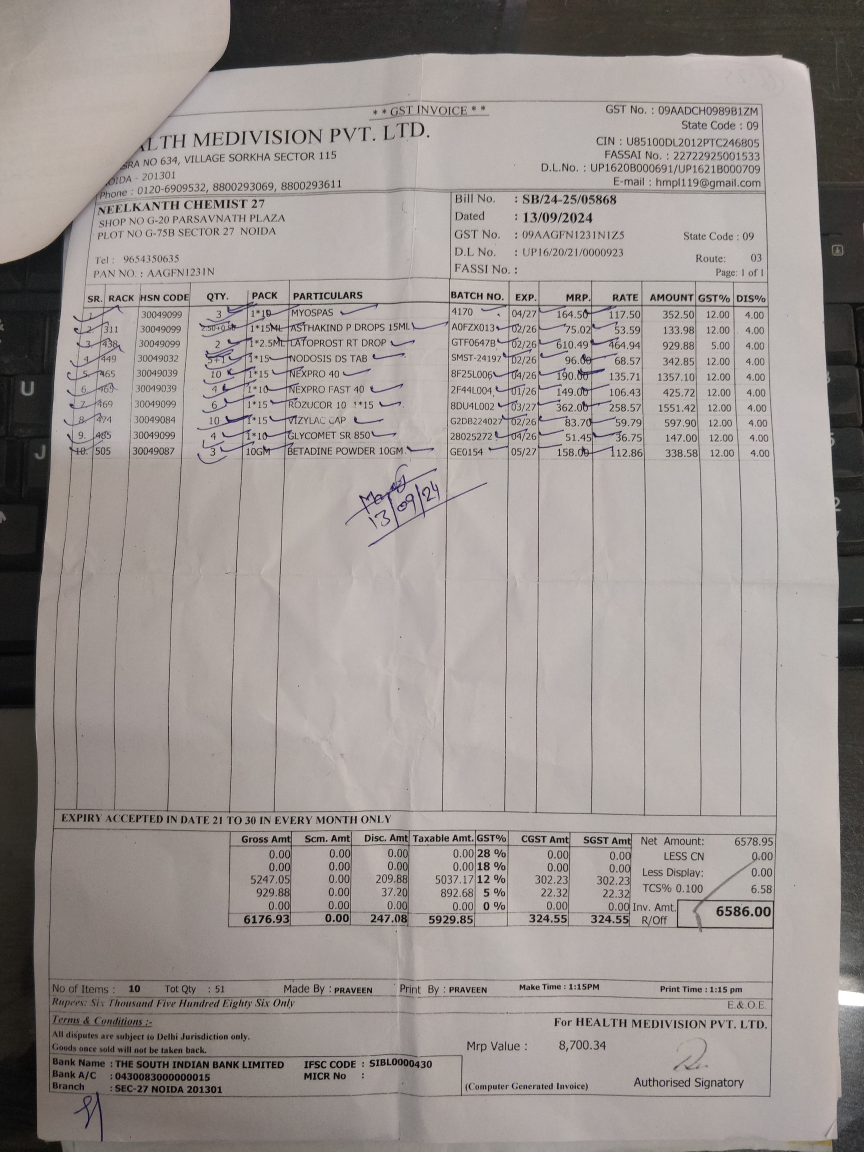 * * GST INVOICE * *
GST No. : 09AADCH0989B1ZM
State Code : 09
ALTH MEDIVISION PVT. LTD.
CIN : U85100DL2012PTC246805
SRA NO 634, VILLAGE SORKHA SECTOR 115
FASSAI No. : 22722925001533
OIDA - 201301
D.L.No. : UP1620B000691/UP1621B000709
Phone : 0120-6909532, 8800293069, 8800293611
E-mail : hmpl119@gmail.com
NEELKANTH CHEMIST 27
Bill No. : SB/24-25/05868
SHOP NO G-20 PARSAVNATH PLAZA
Dated : 13/09/2024
PLOT NO G-75B SECTOR 27 NOIDA
GST No. : 09AAGFN1231N1Z5 State Code : 09
Tel : 9654350635
D.L No. : UP16/20/21/0000923 Route: 03
PAN NO. : AAGFN1231N
FASSI No. : Page: 1 of 1
SR. RACK HSN CODE QTY. PACK PARTICULARS BATCH NO. EXP. MRP. RATE AMOUNT GST% DIS%
30049099 3 1*10 MYOSPAS 4170 04/27 164.50 117.50 352.50 12.00 4.00
2. 311 30049099 1*15ML ASTHAKIND P DROPS 15ML A0FZX013 02/26 75.02 53.59 133.98 12.00 4.00
3. 438 30049099 2 1*2.5ML LATOPROST RT DROP GTF0647B 02/26 610.49 464.94 929.88 5.00 4.00
4. 449 30049032 5+1 1*15 NODOSIS DS TAB SMST-24197 02/26 96.00 68.57 342.85 12.00 4.00
5. 465 30049039 10 1*15 NEXPRO 40 8F25L006 04/26 190.00 135.71 1357.10 12.00 4.00
6. 465 30049039 4 1*10 NEXPRO FAST 40 2F44L004 01/26 149.00 106.43 425.72 12.00 4.00
7. 469 30049099 6 1*15 ROZUCOR 10 1*15 8DU4L002 03/27 362.00 258.57 1551.42 12.00 4.00
8. 474 30049084 10 1*15 VIZYLAC CAP G2DB224027 02/26 83.70 59.79 597.90 12.00 4.00
9. 485 30049099 4 1*10 GLYCOMET SR 850 28025272 04/26 51.45 36.75 147.00 12.00 4.00
10. 505 30049087 3 10GM BETADINE POWDER 10GM GE0154 05/27 158.00 112.86 338.58 12.00 4.00
13/09/24
EXPIRY ACCEPTED IN DATE 21 TO 30 IN EVERY MONTH ONLY
Gross Amt Scm. Amt Disc. Amt Taxable Amt. GST% CGST Amt SGST Amt Net Amount: 6578.95
0.00 0.00 0.00 0.00 28 % 0.00 0.00 LESS CN 0.00
0.00 0.00 0.00 0.00 18 % 0.00 0.00 Less Display: 0.00
5247.05 0.00 209.88 5037.17 12 % 302.23 302.23 TCS% 0.100 6.58
929.88 0.00 37.20 892.68 5 % 22.32 22.32
0.00 0.00 0.00 0.00 0 % 0.00 0.00 Inv. Amt. 6586.00
6176.93 0.00 247.08 5929.85 324.55 324.55 R/Off
No of Items : 10 Tot Qty : 51 Made By : PRAVEEN Print By : PRAVEEN Make Time : 1:15PM Print Time : 1:15 pm
Rupees: Six Thousand Five Hundred Eighty Six Only E.& O.E.
Terms & Conditions :-
For HEALTH MEDIVISION PVT. LTD.
All disputes are subject to Delhi Jurisdiction only.
Goods once sold will not be taken back.
Mrp Value : 8,700.34
Bank Name : THE SOUTH INDIAN BANK LIMITED IFSC CODE : SIBL0000430
Bank A/C : 0430083000000015 MICR No :
Branch : SEC-27 NOIDA 201301
(Computer Generated Invoice) Authorised Signatory